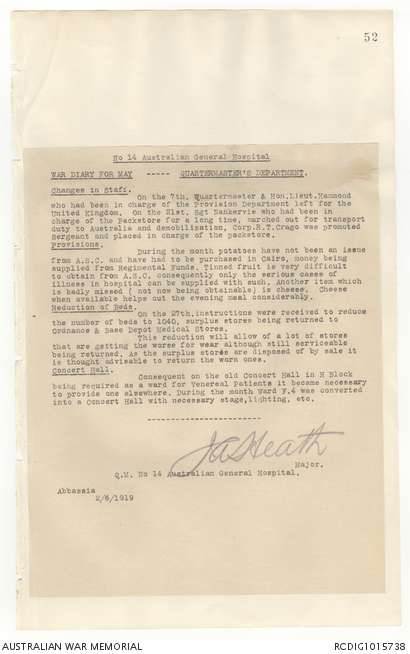 52
No 14 Australian General Hospital
WAR DIARY FOR MAY ----- QUARTERMASTER'S DEPARTMENT.
Changes in Staff.
On the 7th, Quartermaster & Hon.Lieut.Hammond
who had been in charge of the Provision Department left for the
United Kingdom. On the 21st, Sgt Sankervis who had been in
charge of the Packstore for a long time, marched out for transport
duty to Australia and demobilization, Corp.R.T.Crago was promoted
Sergeant and placed in charge of the packstore.
Provisions.
During the month potatoes have not been an issue
from A.S.C. and have had to be purchased in Cairo, money being
supplied from Regimental Funds. Tinned fruit is very difficult
to obtain from A.S.C. consequently only the serious cases of
illness in hospital can be supplied with such. Another item which
is badly missed ( not now being obtainable) is cheese. Cheese
when available helps out the evening meal considerably.
Reduction of Beds.
On the 27th.instructions were received to reduce
the number of beds to 1040, surplus stores being returned to
Ordnance & Base Depot Medical Stores.
This reduction will allow of a lot of stores
that are getting the worse for wear although still serviceable
being returned. As the surplus stores are disposed of by sale it
is thought advisable to return the worn ones.
Concert Hall.
Consequent on the old Concert Hall in H Block
being required as a ward for Venereal Patients it became necessary
to provide one elsewhere. During the month Ward F.4 was converted
into a Concert Hall with necessary stage,lighting, etc.
------------------------
JAS Heath
Major.
Q.M. No 14 Australian General Hospital.
Abbassia
2/6/1919
AUSTRALIAN WAR MEMORIAL
RCDIG1015738